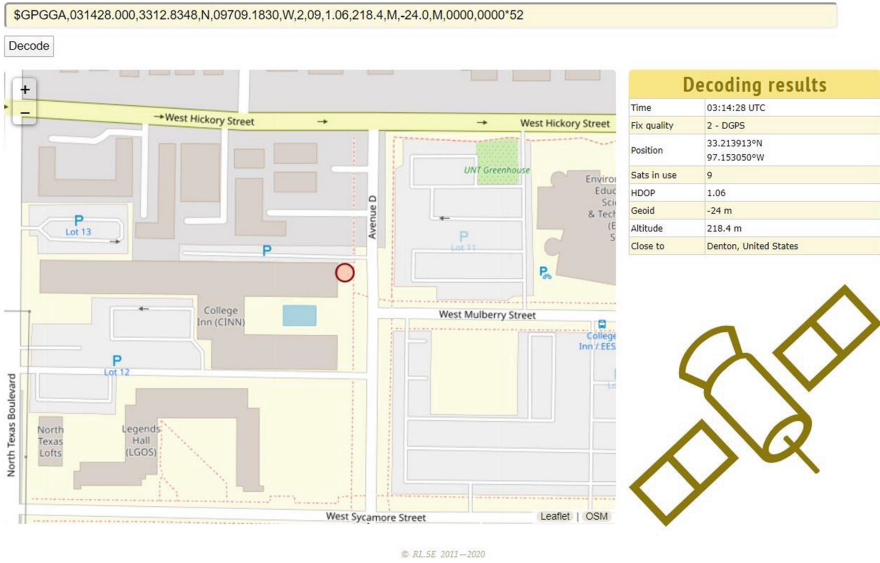 $GPGGA,031428.000,3312.8348,N,09709.1830,W,2,09,1.06,218.4,M,-24.0,M,0000,0000*52
Decode
+
−
West Hickory Street
West Hickory Street
UNT Greenhouse
Avenue D
P
Lot 13
P
P
Lot 11
P
College
Inn (CINN)
West Mulberry Street
College
Inn / EES
P
Lot 12
North Texas Boulevard
North
Texas
Lofts
Legends
Hall
(LGOS)
West Sycamore Street
Leaflet | OSM
Decoding results
Time 03:14:28 UTC
Fix quality 2 - DGPS
Position 33.213913°N
97.153050°W
Sats in use 9
HDOP 1.06
Geoid -24 m
Altitude 218.4 m
Close to Denton, United States
© RL.SE 2011—2020